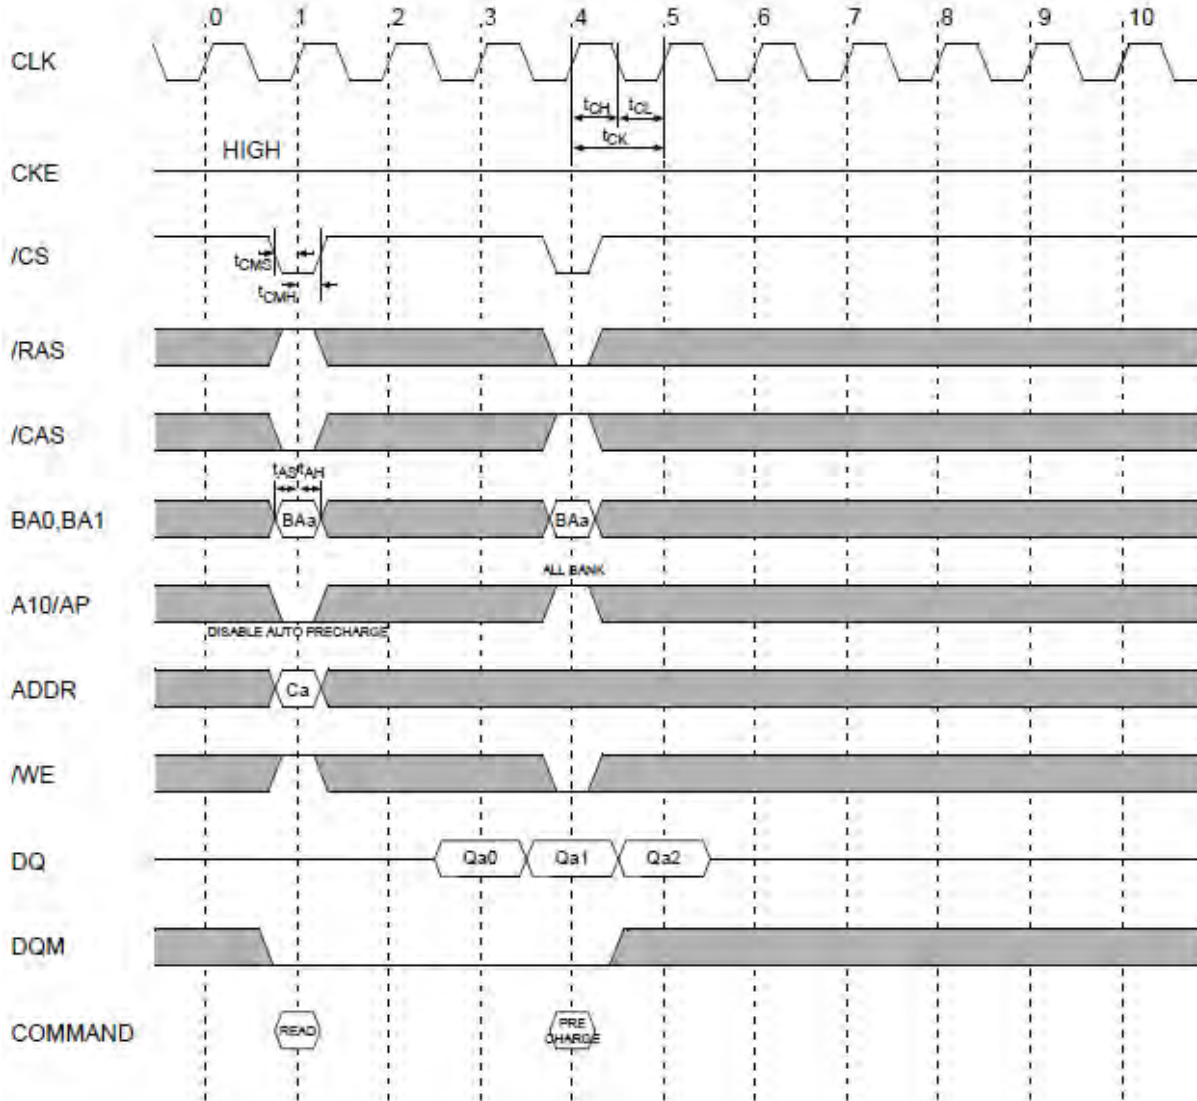 0 1 2 3 4 5 6 7 8 9 10
CLK
tCH tCL
tCK
HIGH
CKE
/CS
tCMS
tCMH
/RAS
/CAS
tAS tAH
BA0,BA1 BAa BAa
ALL BANK
A10/AP
DISABLE AUTO PRECHARGE
ADDR Ca
/WE
DQ Qa0 Qa1 Qa2
DQM
COMMAND READ PRE
CHARGE